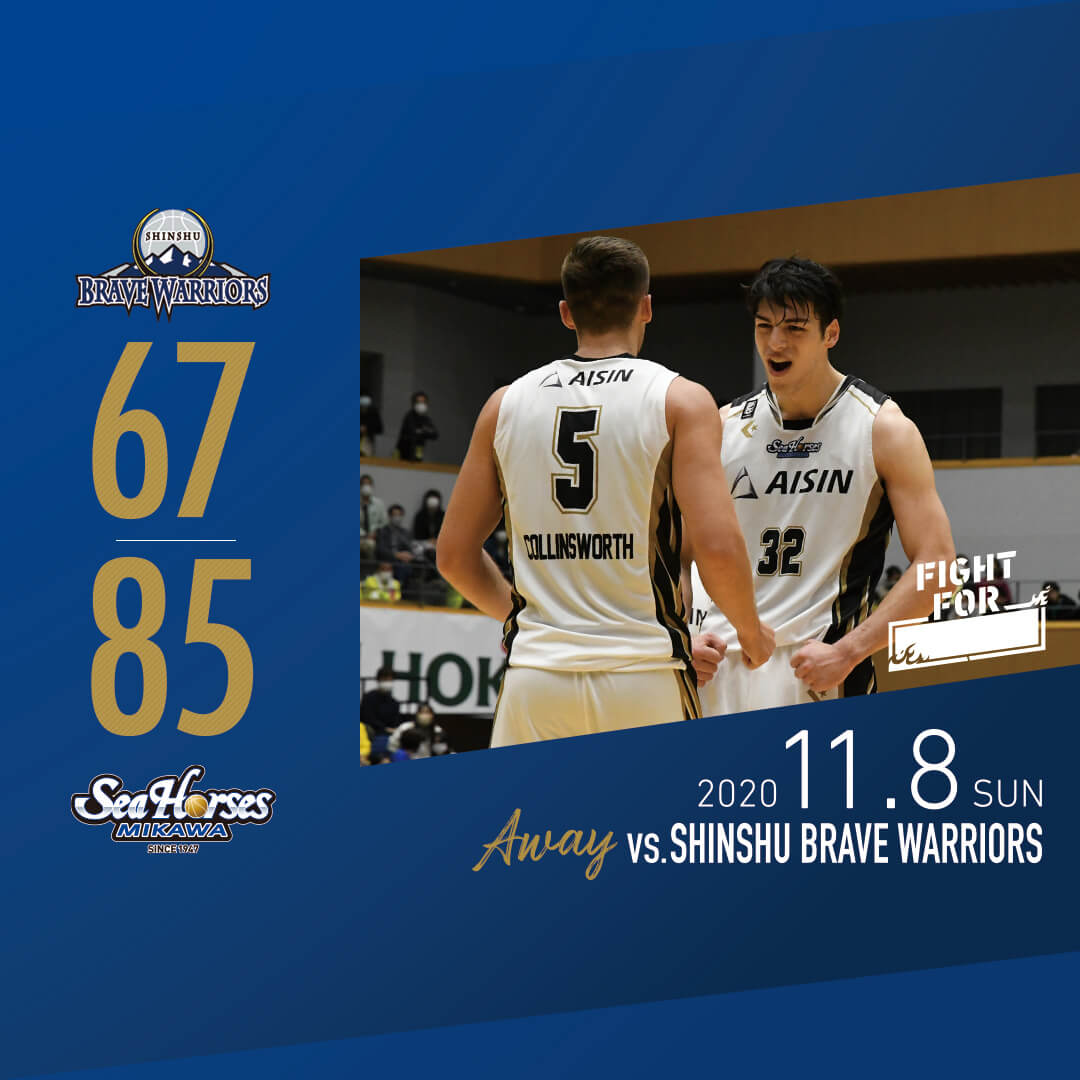 SHINSHU
BRAVE WARRIORS
67
85
SeaHorses
MIKAWA
SINCE 1947
AISIN
5
COLLINSWORTH
SeaHorses
AISIN
32
HOK
FIGHT
FOR
2020 11.8 SUN
Away vs. SHINSHU BRAVE WARRIORS